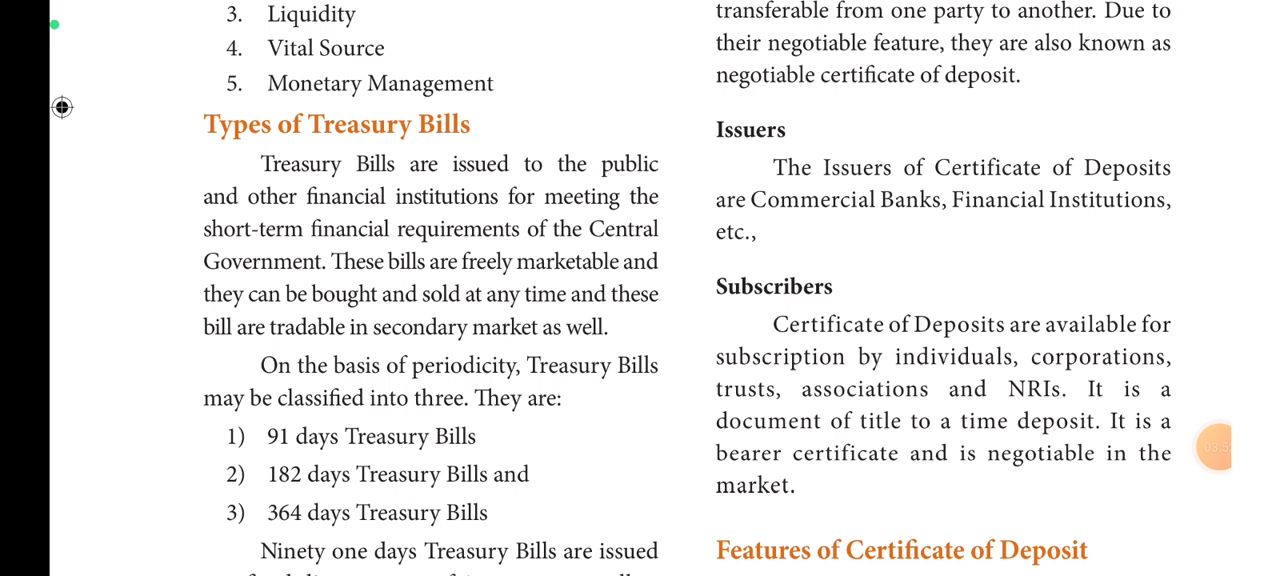 3. Liquidity
4. Vital Source
5. Monetary Management
Types of Treasury Bills
Treasury Bills are issued to the public
and other financial institutions for meeting the
short-term financial requirements of the Central
Government. These bills are freely marketable and
they can be bought and sold at any time and these
bill are tradable in secondary market as well.
On the basis of periodicity, Treasury Bills
may be classified into three. They are:
1) 91 days Treasury Bills
2) 182 days Treasury Bills and
3) 364 days Treasury Bills
Ninety one days Treasury Bills are issued
transferable from one party to another. Due to
their negotiable feature, they are also known as
negotiable certificate of deposit.
Issuers
The Issuers of Certificate of Deposits
are Commercial Banks, Financial Institutions,
etc.,
Subscribers
Certificate of Deposits are available for
subscription by individuals, corporations,
trusts, associations and NRIs. It is a
document of title to a time deposit. It is a
bearer certificate and is negotiable in the
market.
Features of Certificate of Deposit